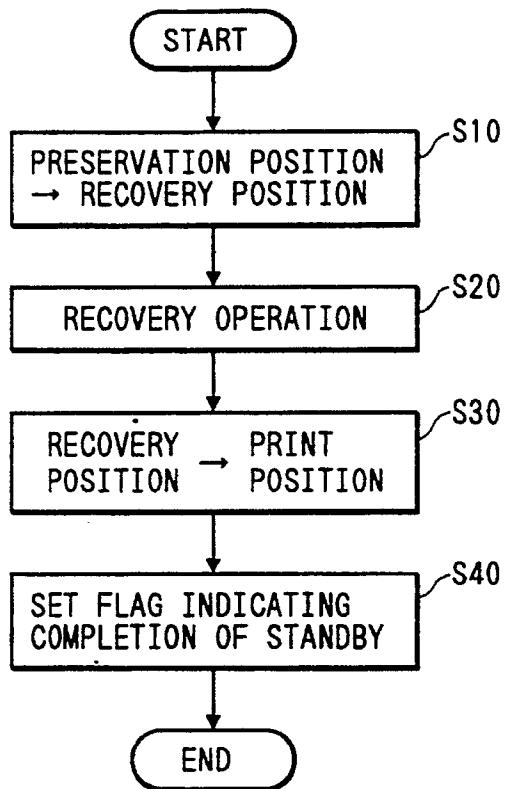 START
S10
PRESERVATION POSITION
→ RECOVERY POSITION
S20
RECOVERY OPERATION
S30
RECOVERY → PRINT
POSITION POSITION
S40
SET FLAG INDICATING
COMPLETION OF STANDBY
END